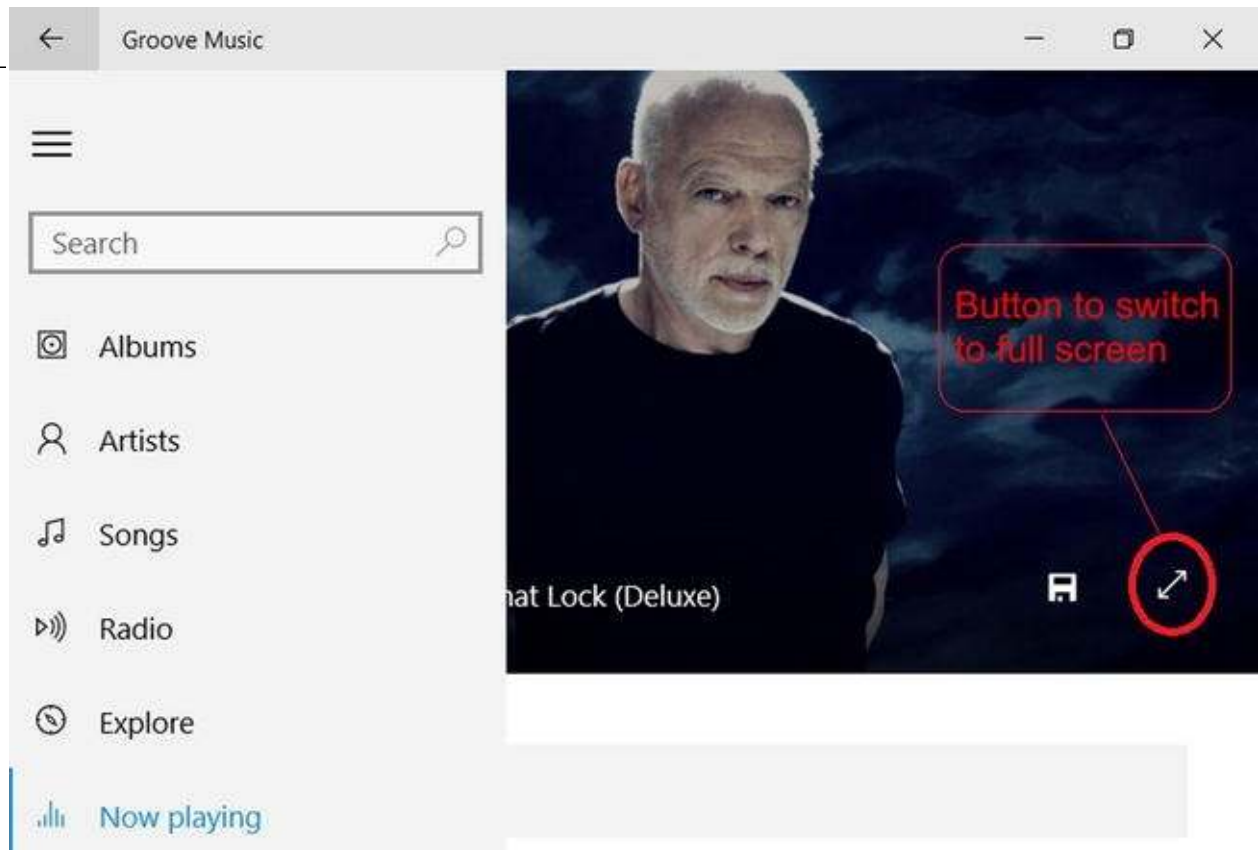 Groove Music
Search
Albums
Artists
Songs
Radio
Explore
Now playing
Button to switch
to full screen
hat Lock (Deluxe)